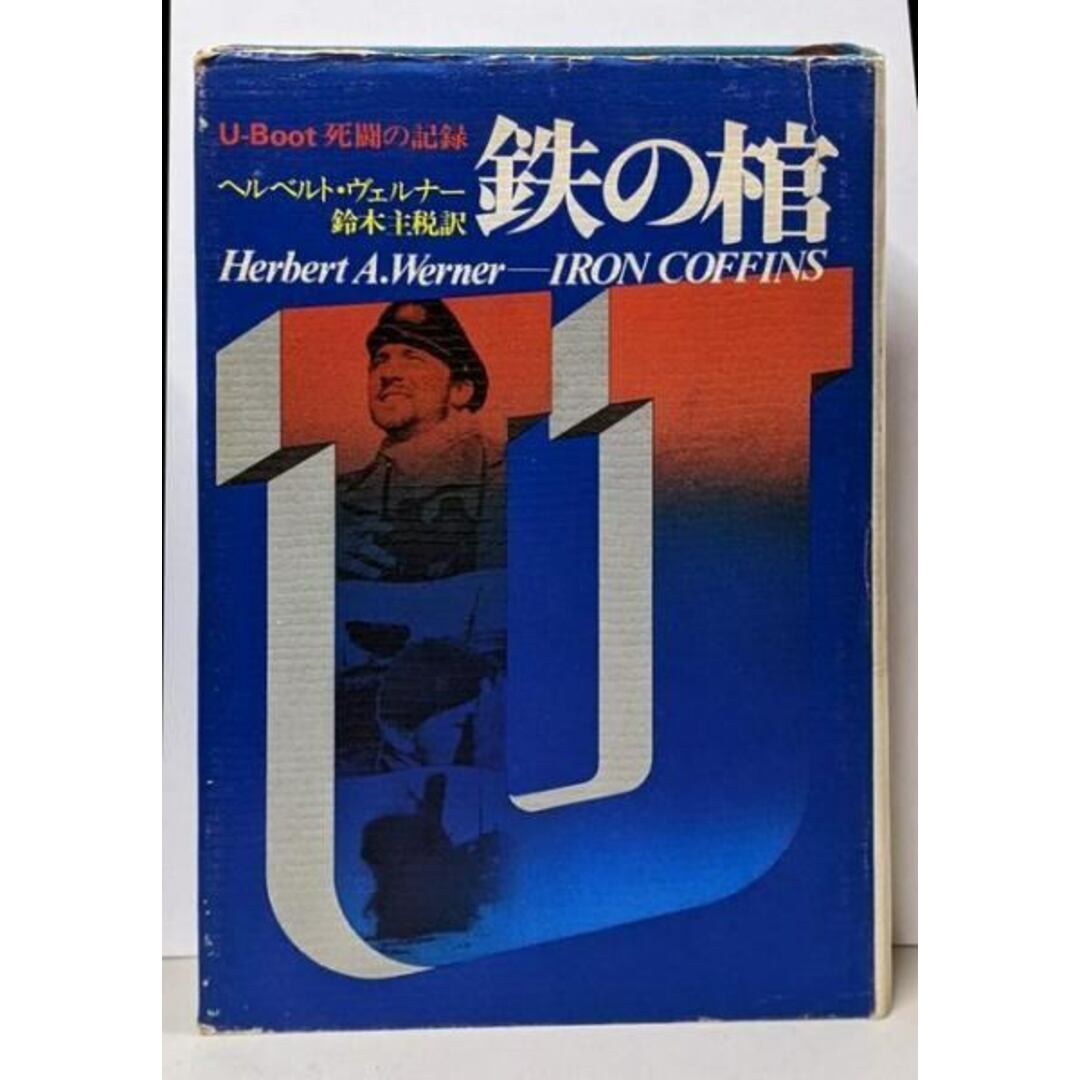 U-Boot 死闘の記録
鉄の棺
ヘルベルト・ヴェルナー
鈴木主税訳
Herbert A.Werner—IRON COFFINS
U